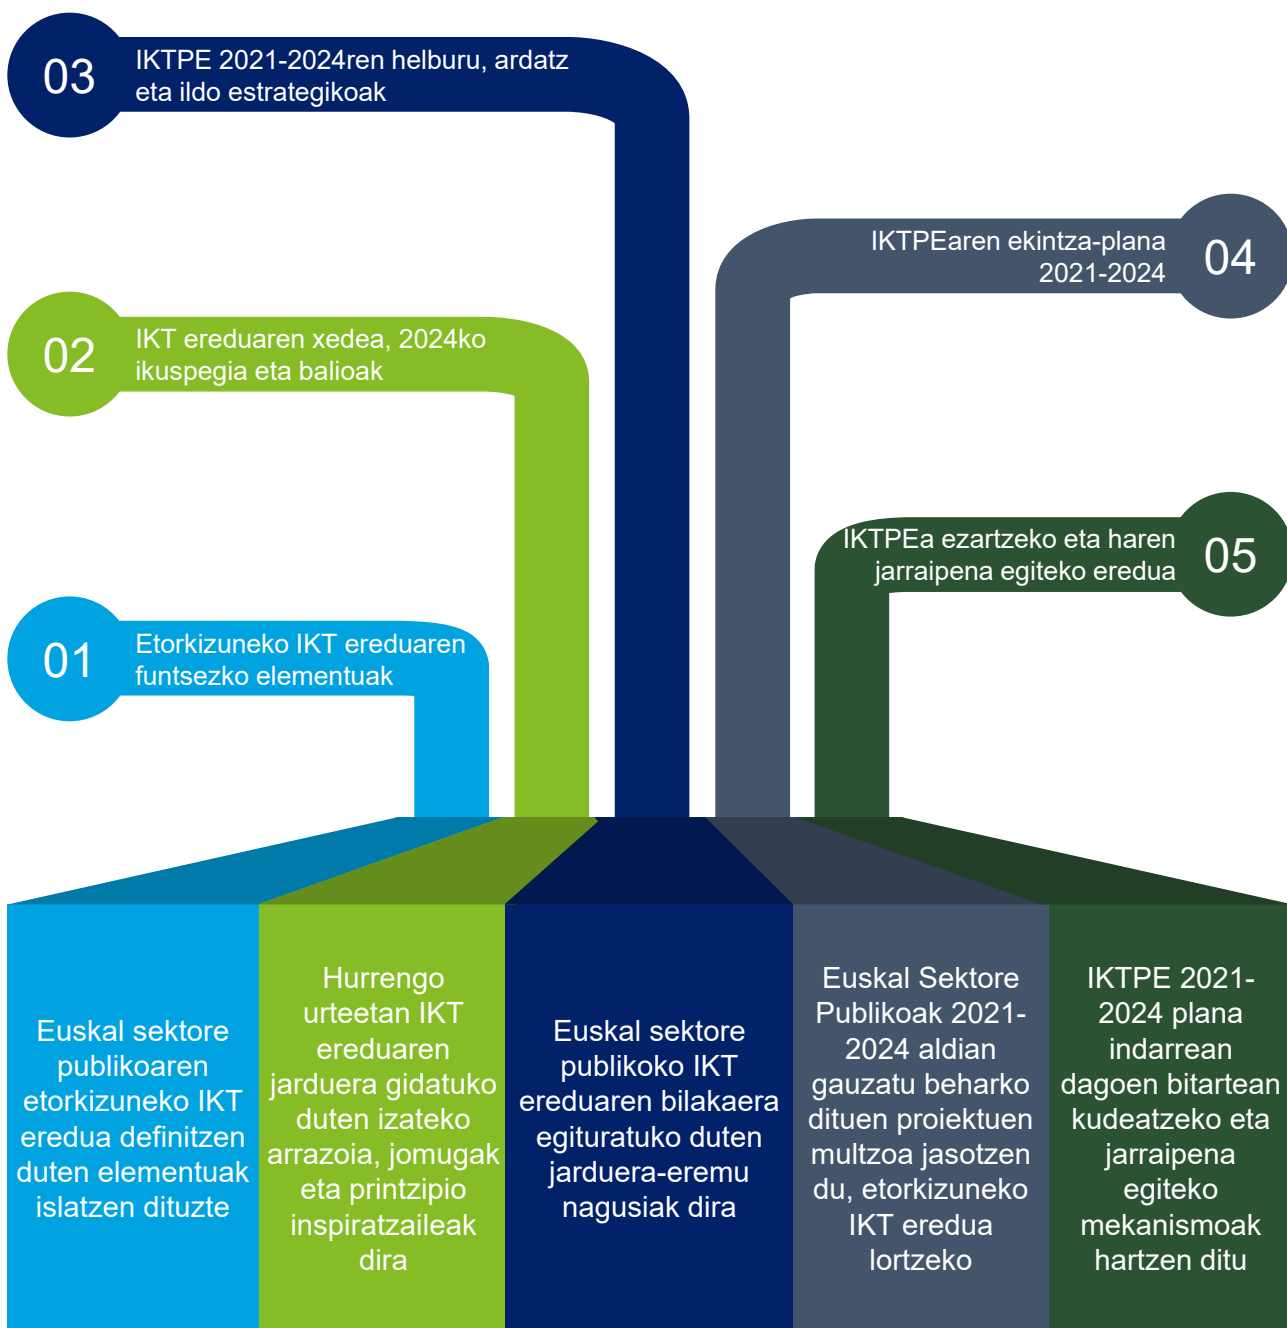 03
IKTPE 2021-2024ren helburu, ardatz
eta ildo estrategikoak
IKTPEaren ekintza-plana
2021-2024
04
02
IKT ereduaren xedea, 2024ko
ikuspegia eta balioak
IKTPEa ezartzeko eta haren
jarraipena egiteko eredua
05
01
Etorkizuneko IKT ereduaren
funtsezko elementuak
Euskal sektore
publikoaren
etorkizuneko IKT
eredua definitzen
duten elementuak
islatzen dituzte
Hurrengo
urteetan IKT
ereduaren
jarduera gidatuko
duten izateko
arrazoia, jomugak
eta printzipio
inspiratzaileak
dira
Euskal sektore
publikoko IKT
ereduaren bilakaera
egituratuko duten
jarduera-eremu
nagusiak dira
Euskal Sektore
Publikoak 2021-
2024 aldian
gauzatu beharko
dituen proiektuen
multzoa jasotzen
du, etorkizuneko
IKT eredua
lortzeko
IKTPE 2021-
2024 plana
indarrean
dagoen bitartean
kudeatzeko eta
jarraipena
egiteko
mekanismoak
hartzen ditu